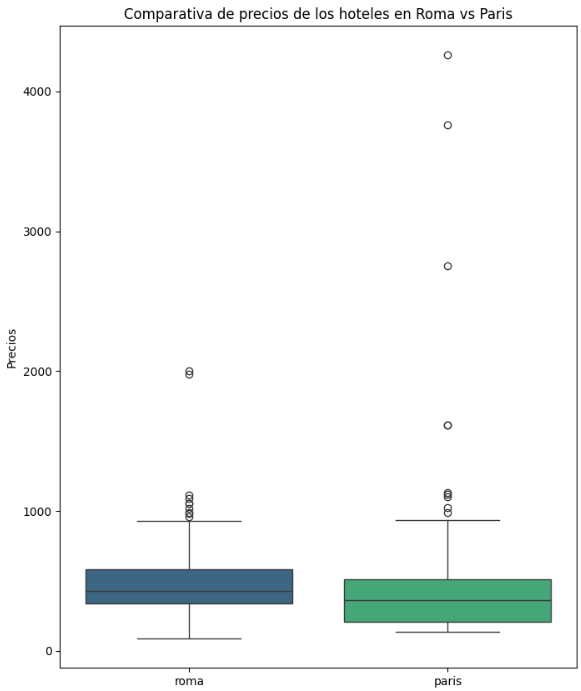 Comparativa de precios de los hoteles en Roma vs Paris
4000
3000
Precios
2000
1000
0
roma
paris